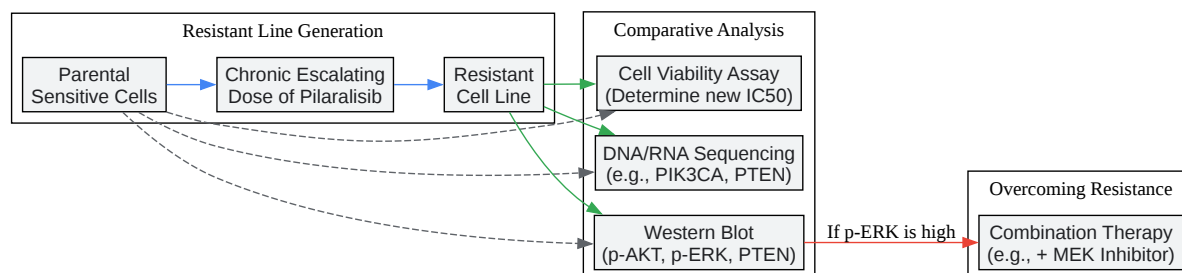 Resistant Line Generation
Parental
Sensitive Cells
Chronic Escalating
Dose of Pilaralisib
Resistant
Cell Line
Comparative Analysis
Cell Viability Assay
(Determine new IC50)
DNA/RNA Sequencing
(e.g., PIK3CA, PTEN)
Western Blot
(p-AKT, p-ERK, PTEN)
If p-ERK is high
Overcoming Resistance
Combination Therapy
(e.g., + MEK Inhibitor)